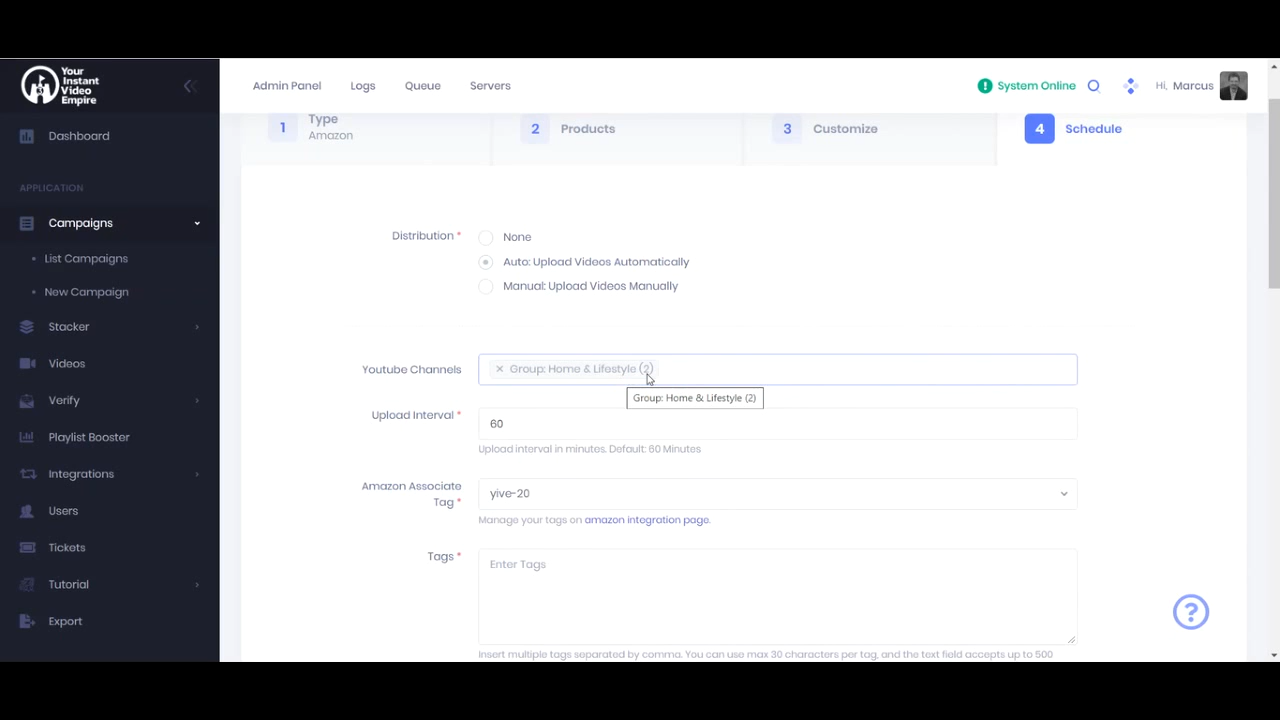 Your
Instant
Video
Empire
Admin Panel
Logs
Queue
Servers
System Online
Hi, Marcus
Dashboard
APPLICATION
Campaigns
List Campaigns
New Campaign
Stacker
Videos
Verify
Playlist Booster
Integrations
Users
Tickets
Tutorial
Export
1
Type
Amazon
2 Products
3 Customize
4 Schedule
Distribution *
None
Auto: Upload Videos Automatically
Manual: Upload Videos Manually
Youtube Channels
× Group: Home & Lifestyle (2)
Group: Home & Lifestyle (2)
Upload Interval *
60
Upload interval in minutes. Default: 60 Minutes
Amazon Associate
Tag *
yive-20
Manage your tags on amazon integration page.
Tags *
Enter Tags
Insert multiple tags separated by comma. You can use max 30 characters per tag, and the text field accepts up to 500
?